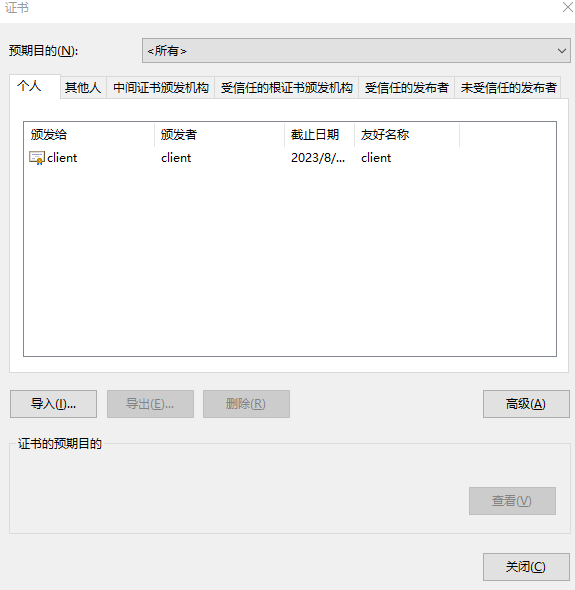 证书
预期目的(N):
<所有>
个人 其他人 中间证书颁发机构 受信任的根证书颁发机构 受信任的发布者 未受信任的发布者
颁发给 颁发者 截止日期 友好名称
client client 2023/8/... client
导入(I)... 导出(E)... 删除(R) 高级(A)
证书的预期目的
查看(V)
关闭(C)